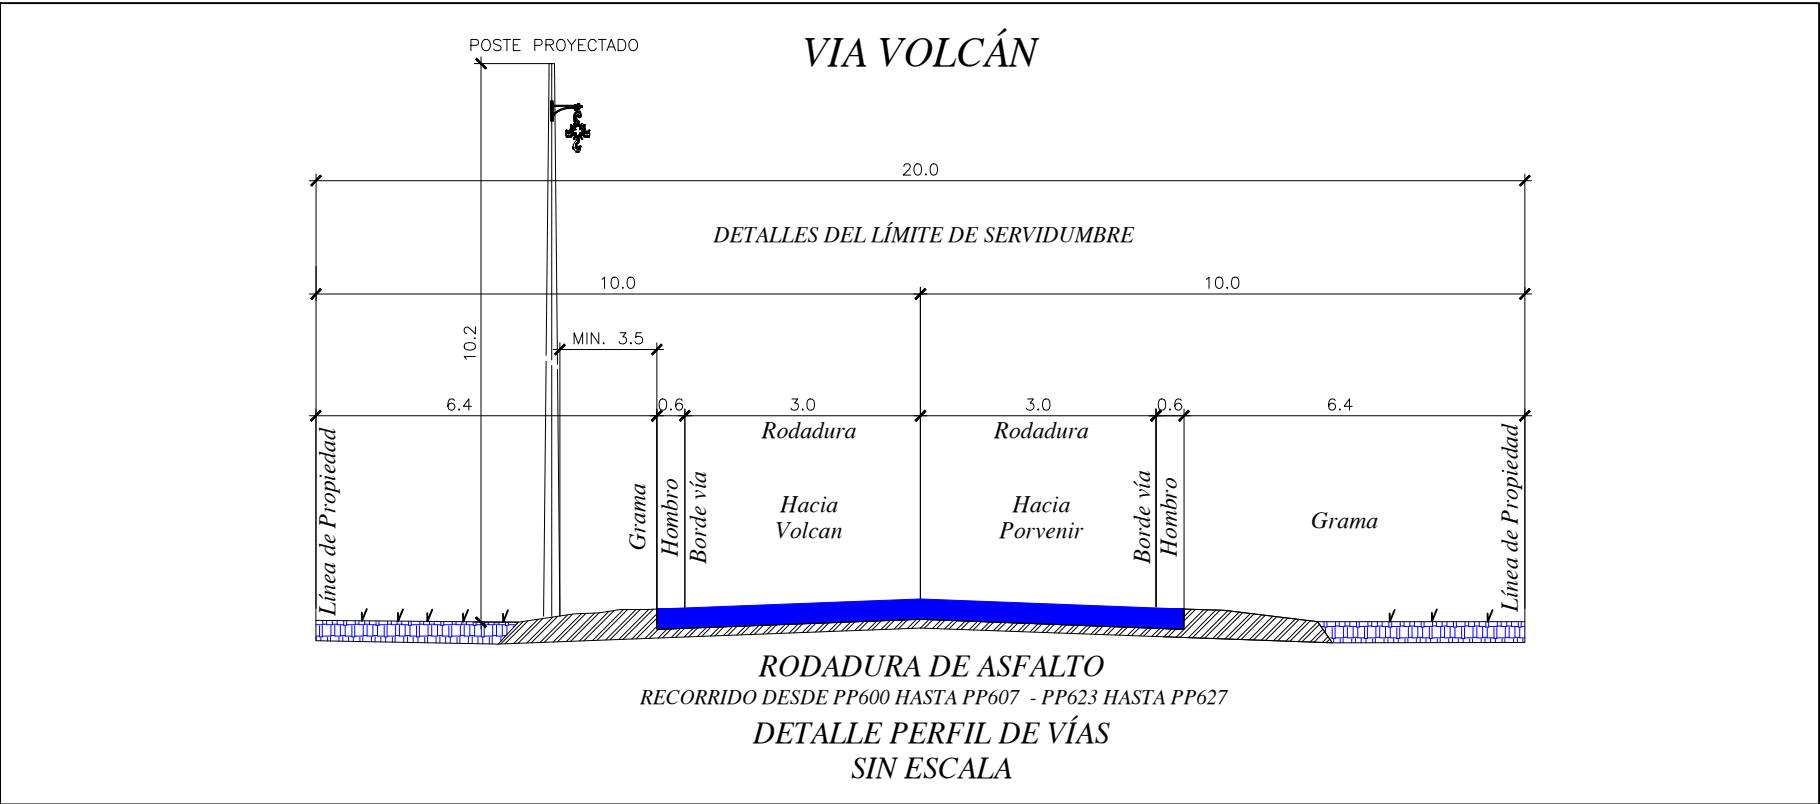 POSTE PROYECTADO
VIA VOLCÁN
20.0
DETALLES DEL LÍMITE DE SERVIDUMBRE
10.0
10.0
10.2
MIN. 3.5
6.4
0.6
3.0
3.0
0.6
6.4
Rodadura
Rodadura
Línea de Propiedad
Grama
Hombro
Borde vía
Hacia
Volcan
Hacia
Porvenir
Borde vía
Hombro
Grama
Línea de Propiedad
RODADURA DE ASFALTO
RECORRIDO DESDE PP600 HASTA PP607 - PP623 HASTA PP627
DETALLE PERFIL DE VÍAS
SIN ESCALA